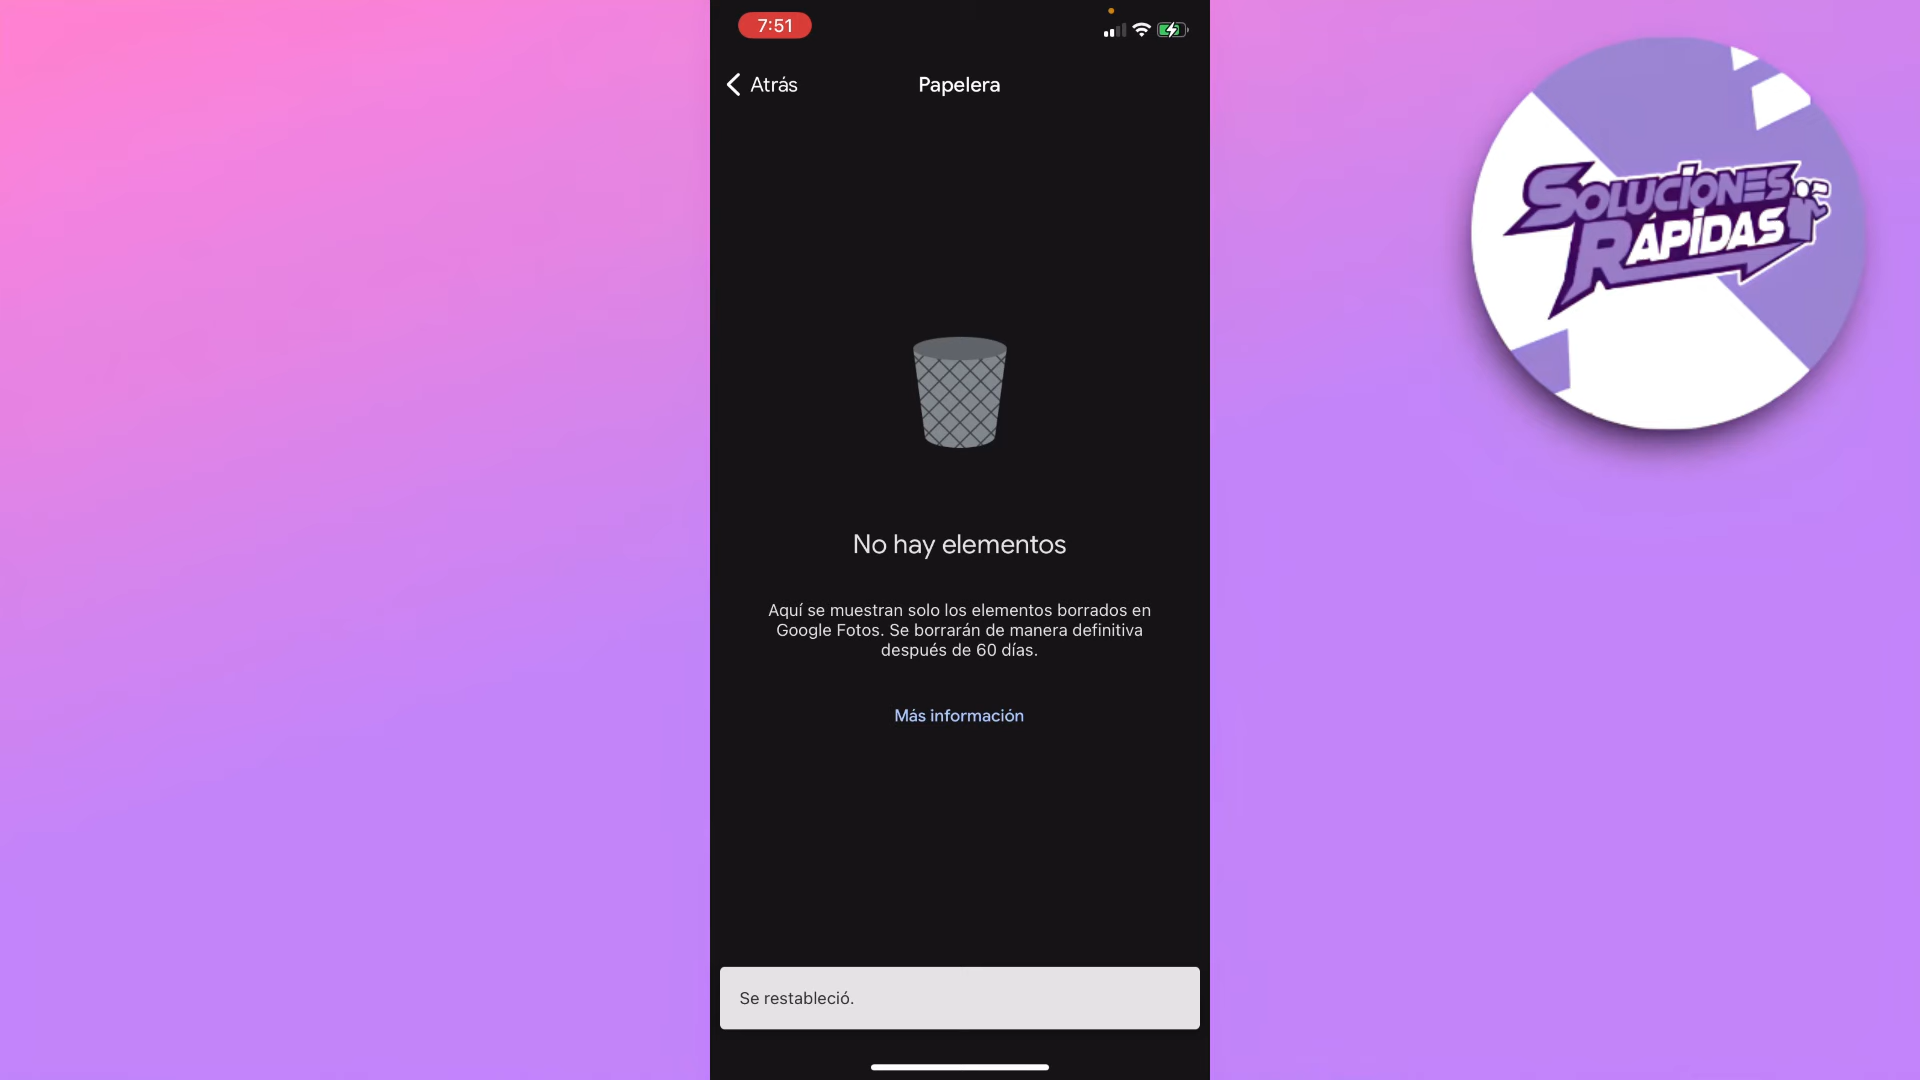 7:51
Atrás
Papelera
SOLUCIONES
RÁPIDAS
No hay elementos
Aquí se muestran solo los elementos borrados en
Google Fotos. Se borrarán de manera definitiva
después de 60 días.
Más información
Se restableció.